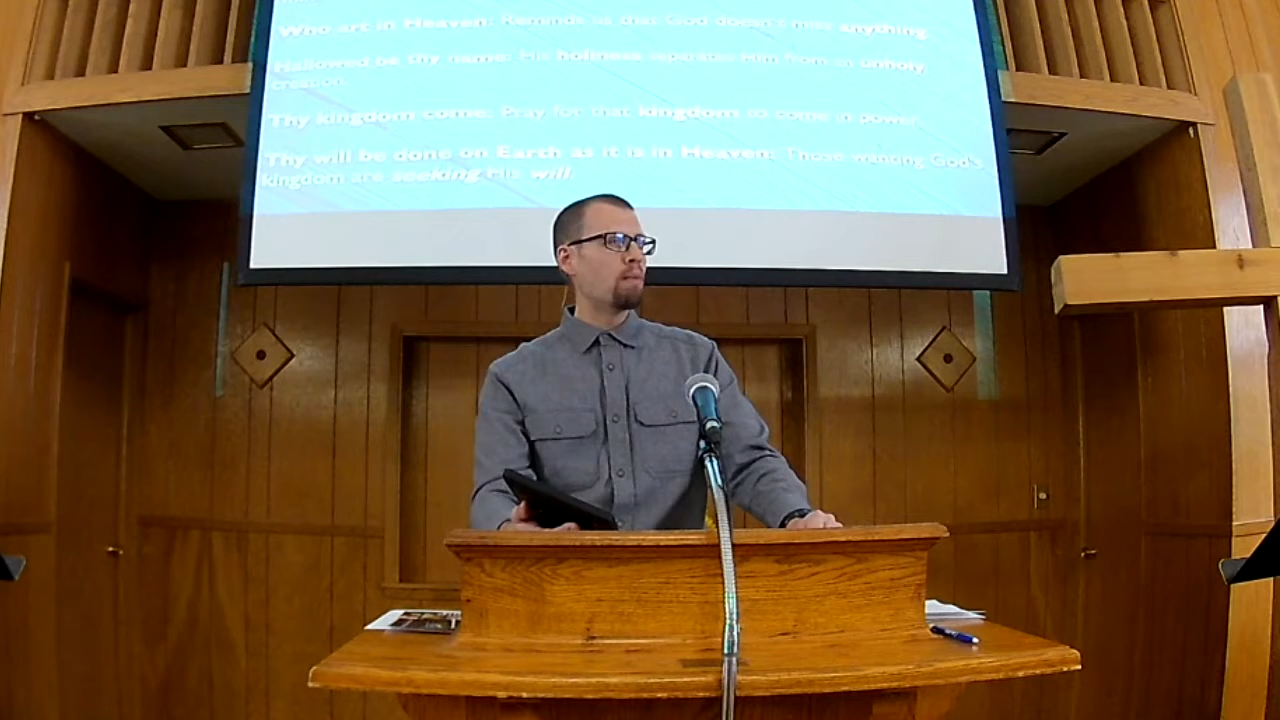 Who art in Heaven: Reminds us that God doesn't miss anything
Hallowed be thy name: His holiness separates Him from an unholy
creation.
Thy kingdom come: Pray for that kingdom to come in power.
Thy will be done on Earth as it is in Heaven: Those wanting God's
kingdom are seeking His will.